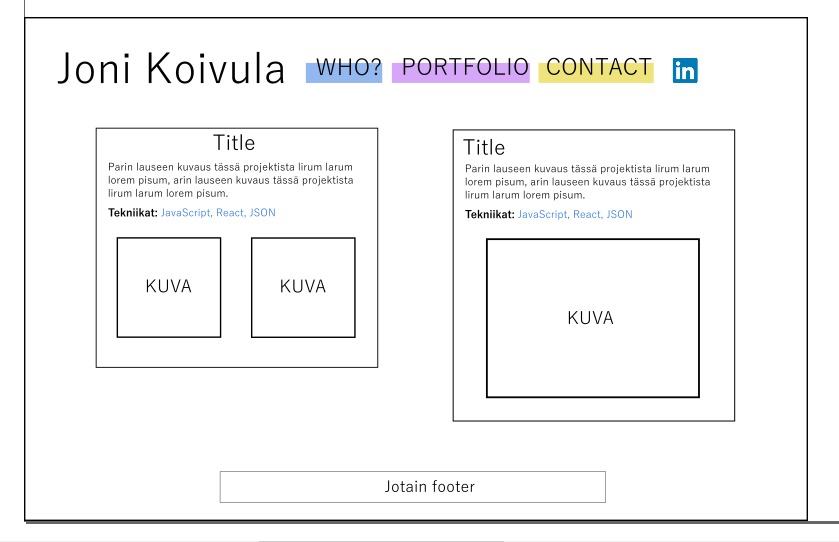 Joni Koivula WHO? PORTFOLIO CONTACT in
Title
Parin lauseen kuvaus tässä projektista lirum larum
lorem pisum, arin lauseen kuvaus tässä projektista
lirum larum lorem pisum.
Tekniikat: JavaScript, React, JSON
KUVA KUVA
Title
Parin lauseen kuvaus tässä projektista lirum larum
lorem pisum, arin lauseen kuvaus tässä projektista
lirum larum lorem pisum.
Tekniikat: JavaScript, React, JSON
KUVA
Jotain footer